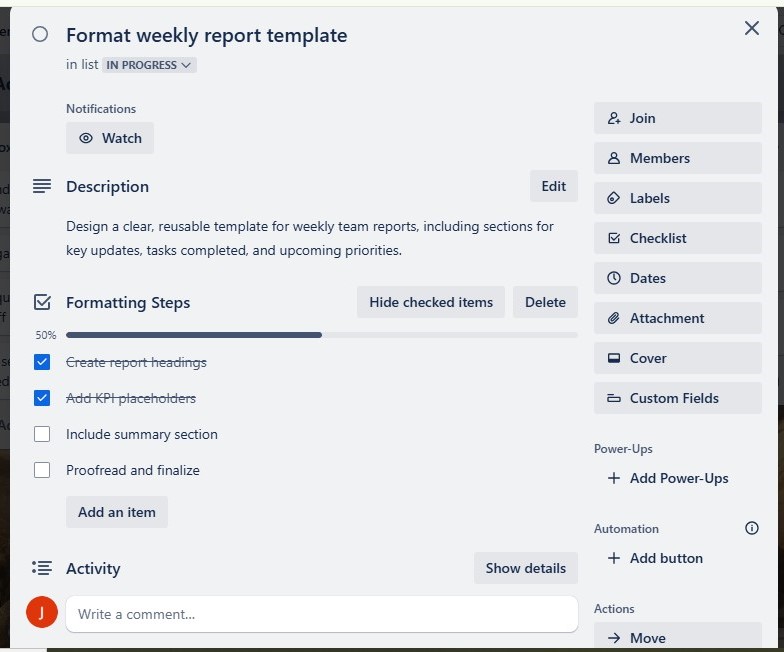 Format weekly report template
in list IN PROGRESS
Notifications
Watch
Description
Edit
Design a clear, reusable template for weekly team reports, including sections for
key updates, tasks completed, and upcoming priorities.
Formatting Steps
Hide checked items
Delete
50%
Create report headings
Add KPI placeholders
Include summary section
Proofread and finalize
Add an item
Activity
Show details
J
Write a comment...
Join
Members
Labels
Checklist
Dates
Attachment
Cover
Custom Fields
Power-Ups
Add Power-Ups
Automation
Add button
Actions
Move